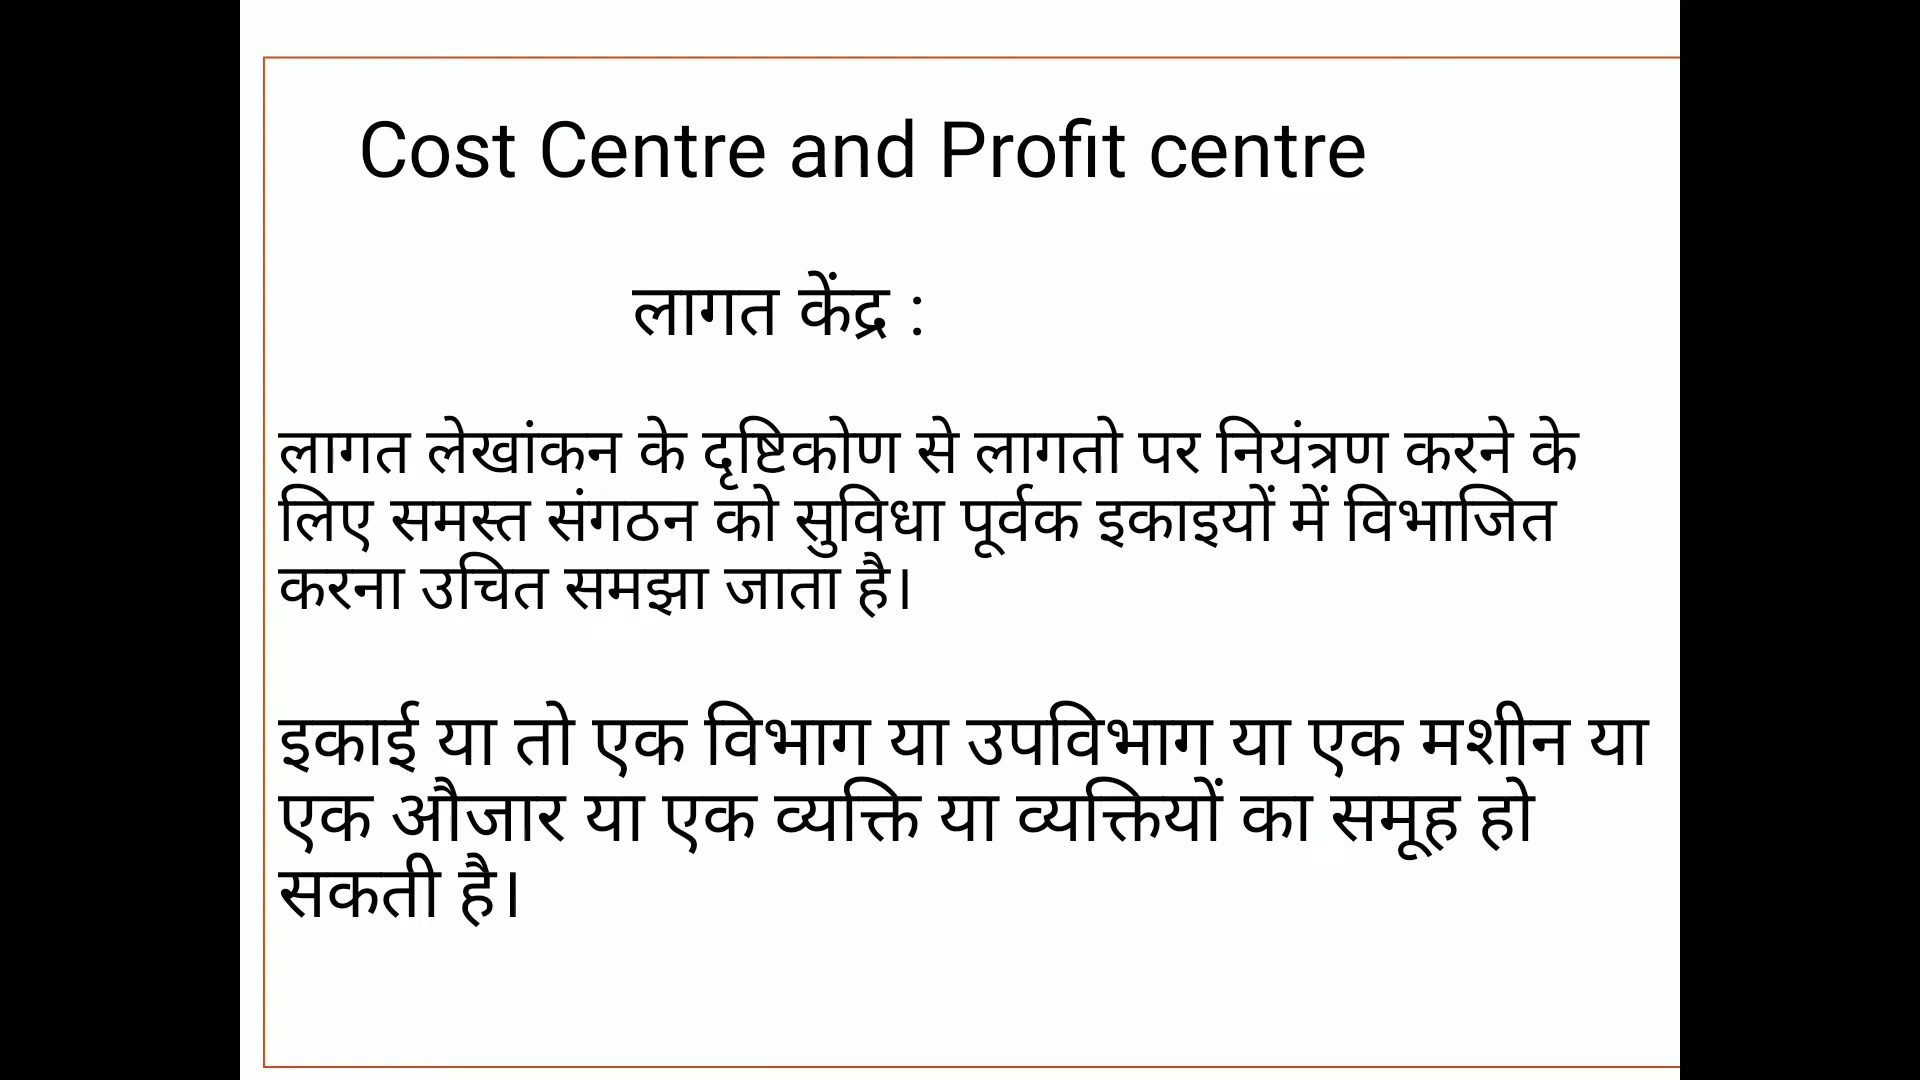 Cost Centre and Profit centre
लागत केंद्र :
लागत लेखांकन के दृष्टिकोण से लागतो पर नियंत्रण करने के
लिए समस्त संगठन को सुविधा पूर्वक इकाइयों में विभाजित
करना उचित समझा जाता है।
इकाई या तो एक विभाग या उपविभाग या एक मशीन या
एक औजार या एक व्यक्ति या व्यक्तियों का समूह हो
सकती है।